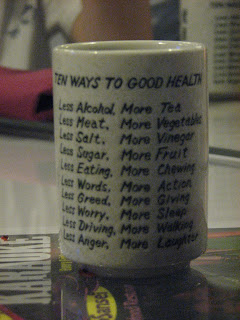 TEN WAYS TO GOOD HEALTH
Less Alcohol, More Tea
Less Meat, More Vegetables
Less Salt, More Vinegar
Less Sugar, More Fruit
Less Eating, More Chewing
Less Words, More Action
Less Greed, More Giving
Less Worry, More Sleep
Less Driving, More Walking
Less Anger, More Laughter
KARAOKE